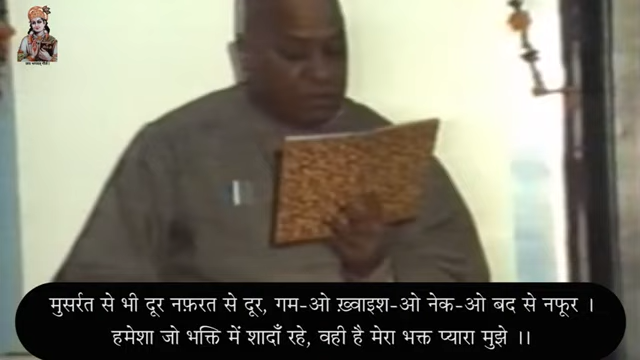 मुसर्रत से भी दूर नफ़रत से दूर, गम-ओ ख़्वाइश-ओ नेक-ओ बद से नफूर ।
हमेशा जो भक्ति में शादाँ रहे, वही है मेरा भक्त प्यारा मुझे ।।